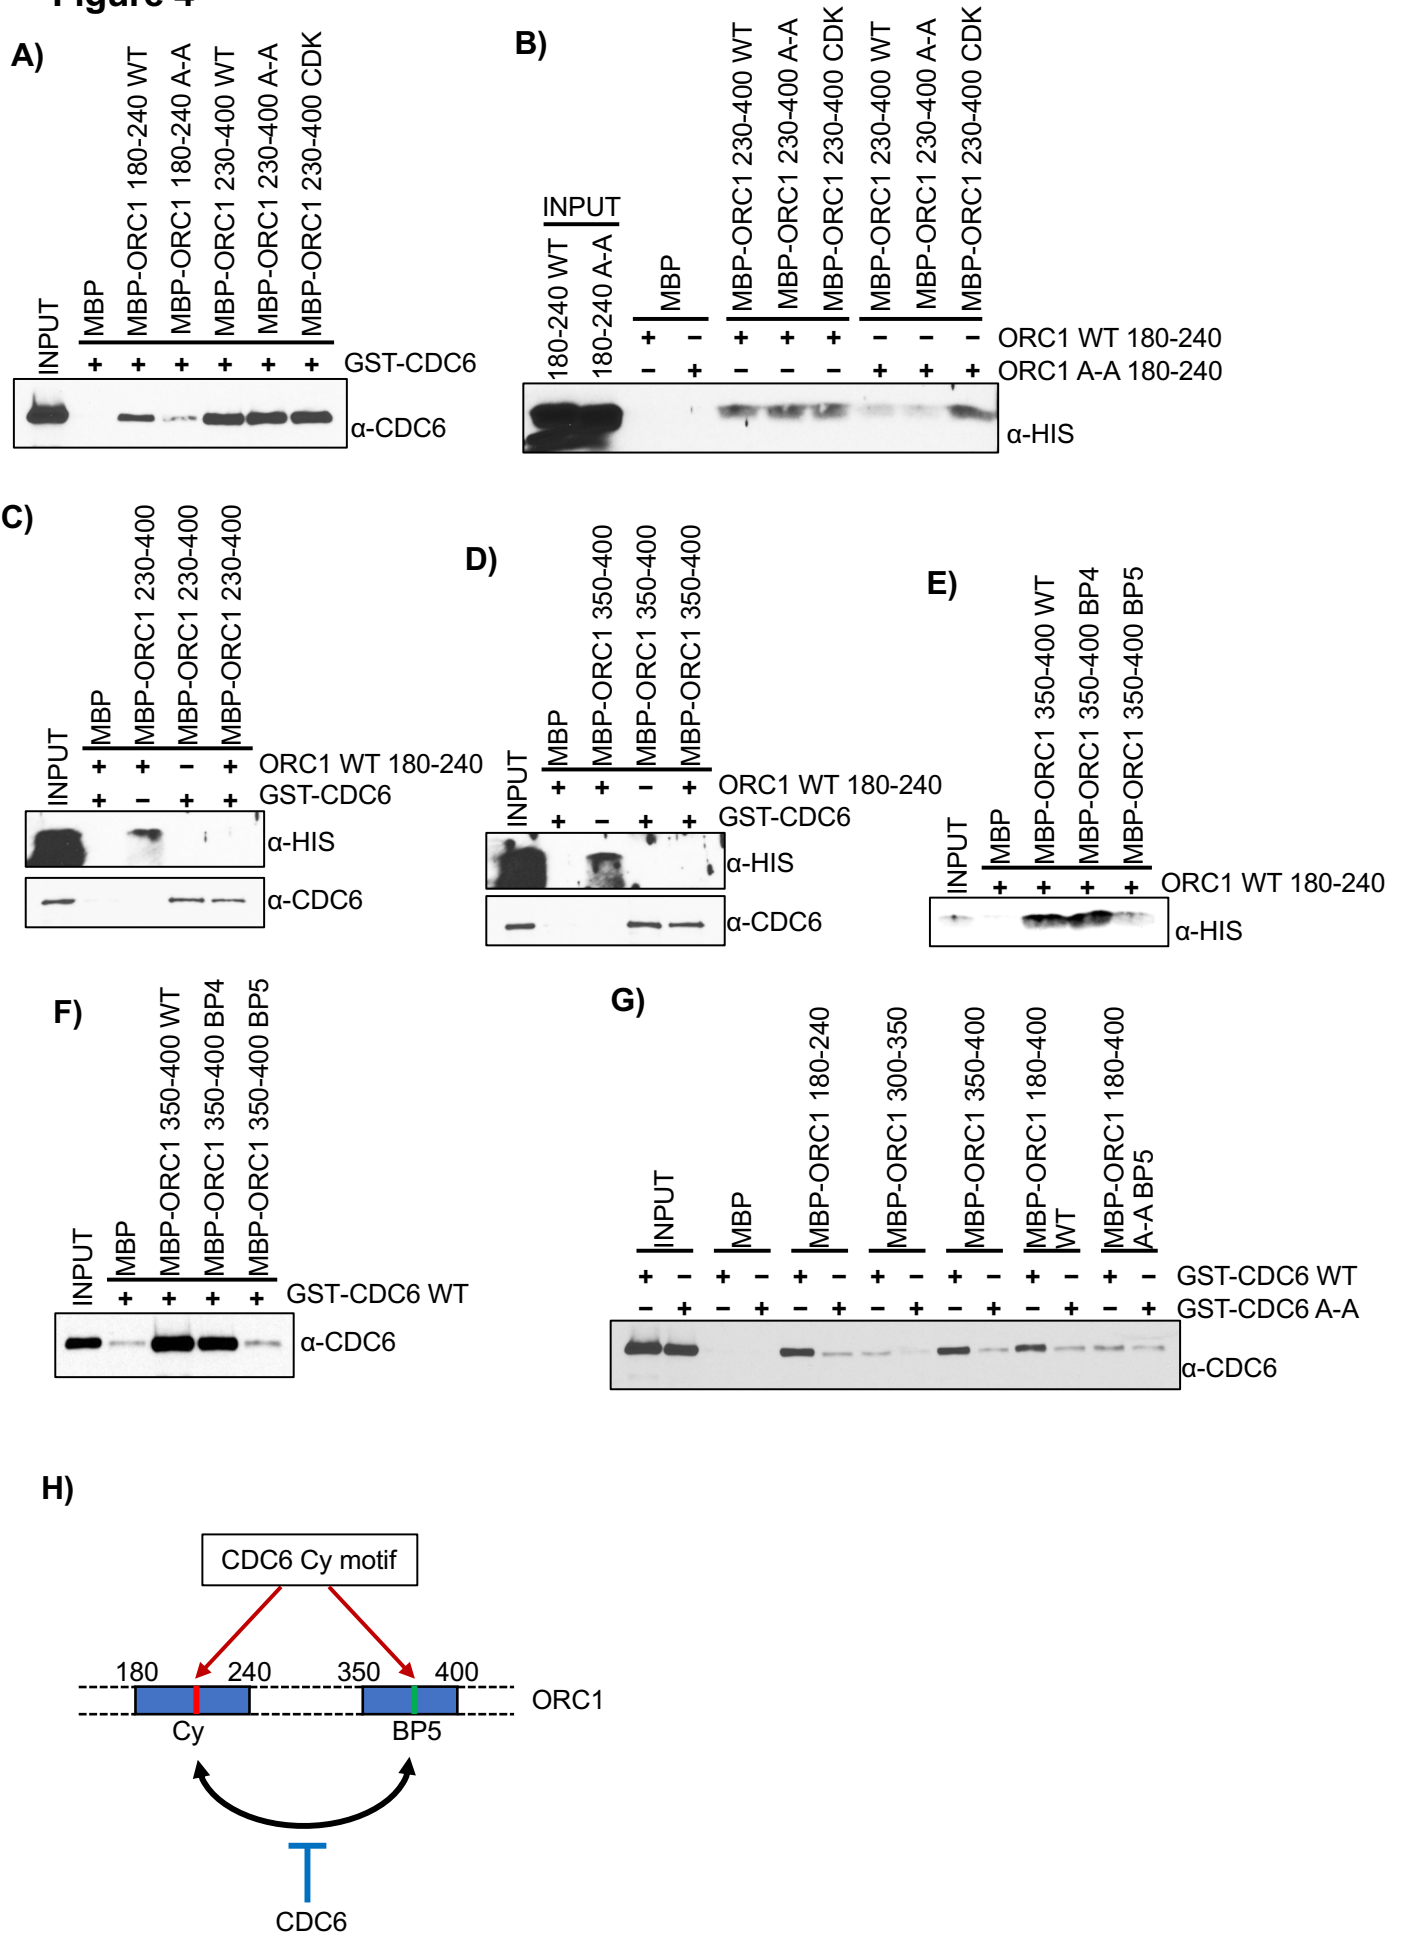 Figure 4
A)
INPUT
MBP
MBP-ORC1 180-240 WT
MBP-ORC1 180-240 A-A
MBP-ORC1 230-400 WT
MBP-ORC1 230-400 A-A
MBP-ORC1 230-400 CDK
+ + + + + + GST-CDC6
α-CDC6
B)
INPUT
180-240 WT
180-240 A-A
MBP
MBP-ORC1 230-400 WT
MBP-ORC1 230-400 A-A
MBP-ORC1 230-400 CDK
MBP-ORC1 230-400 WT
MBP-ORC1 230-400 A-A
MBP-ORC1 230-400 CDK
+ − + + + − − − ORC1 WT 180-240
− + − − − + + + ORC1 A-A 180-240
α-HIS
C)
INPUT
MBP
MBP-ORC1 230-400
MBP-ORC1 230-400
MBP-ORC1 230-400
+ + − + ORC1 WT 180-240
+ − + + GST-CDC6
α-HIS
α-CDC6
D)
INPUT
MBP
MBP-ORC1 350-400
MBP-ORC1 350-400
MBP-ORC1 350-400
+ + − + ORC1 WT 180-240
+ − + + GST-CDC6
α-HIS
α-CDC6
E)
INPUT
MBP
MBP-ORC1 350-400 WT
MBP-ORC1 350-400 BP4
MBP-ORC1 350-400 BP5
+ + + + ORC1 WT 180-240
α-HIS
F)
INPUT
MBP
MBP-ORC1 350-400 WT
MBP-ORC1 350-400 BP4
MBP-ORC1 350-400 BP5
+ + + + GST-CDC6 WT
α-CDC6
G)
INPUT
MBP
MBP-ORC1 180-240
MBP-ORC1 300-350
MBP-ORC1 350-400
MBP-ORC1 180-400
WT
MBP-ORC1 180-400
A-A BP5
+ − + − + − + − + − + − + − GST-CDC6 WT
− + − + − + − + − + − + − + GST-CDC6 A-A
α-CDC6
H)
CDC6 Cy motif
180 240 350 400
ORC1
Cy BP5
CDC6